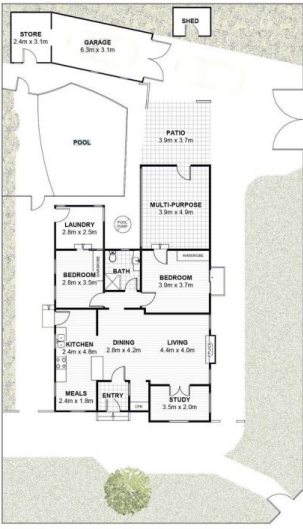 SHED
STORE
2.4m x 3.1m
GARAGE
6.3m x 3.1m
POOL
PATIO
3.9m x 3.7m
MULTI-PURPOSE
3.9m x 4.9m
LAUNDRY
2.8m x 2.5m
POOL
PUMP
WARDROBE
BEDROOM
2.8m x 3.5m
WARDROBE
BATH
BEDROOM
3.9m x 3.7m
KITCHEN
2.4m x 4.8m
DINING
2.8m x 4.2m
LIVING
4.4m x 4.0m
MEALS
2.4m x 1.8m
ENTRY
CPB
STUDY
3.5m x 2.0m